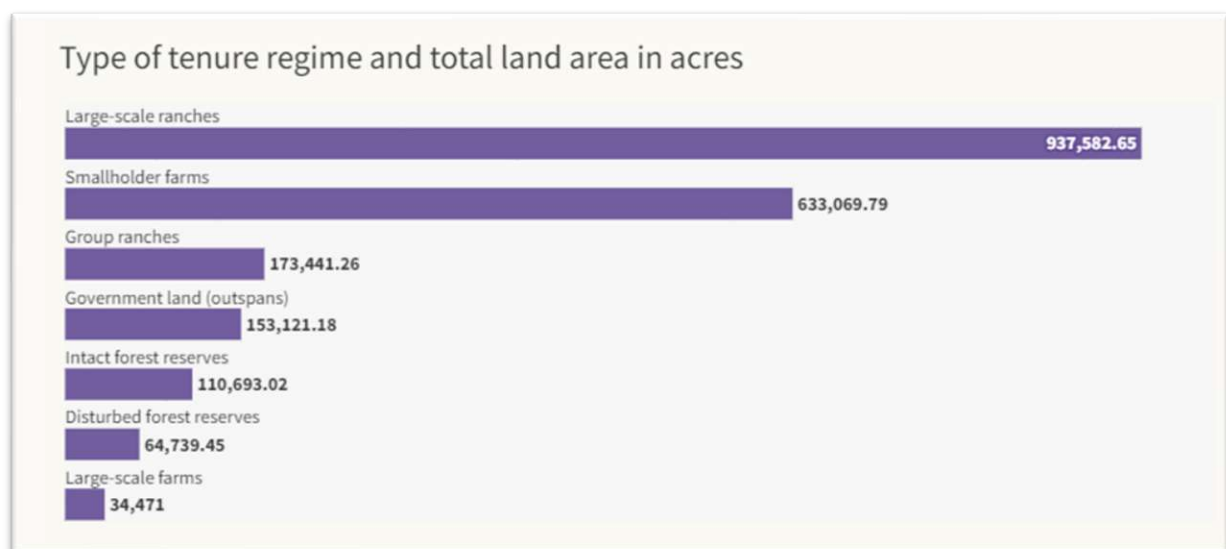 Type of tenure regime and total land area in acres
Large-scale ranches
937,582.65
Smallholder farms
633,069.79
Group ranches
173,441.26
Government land (outspans)
153,121.18
Intact forest reserves
110,693.02
Disturbed forest reserves
64,739.45
Large-scale farms
34,471